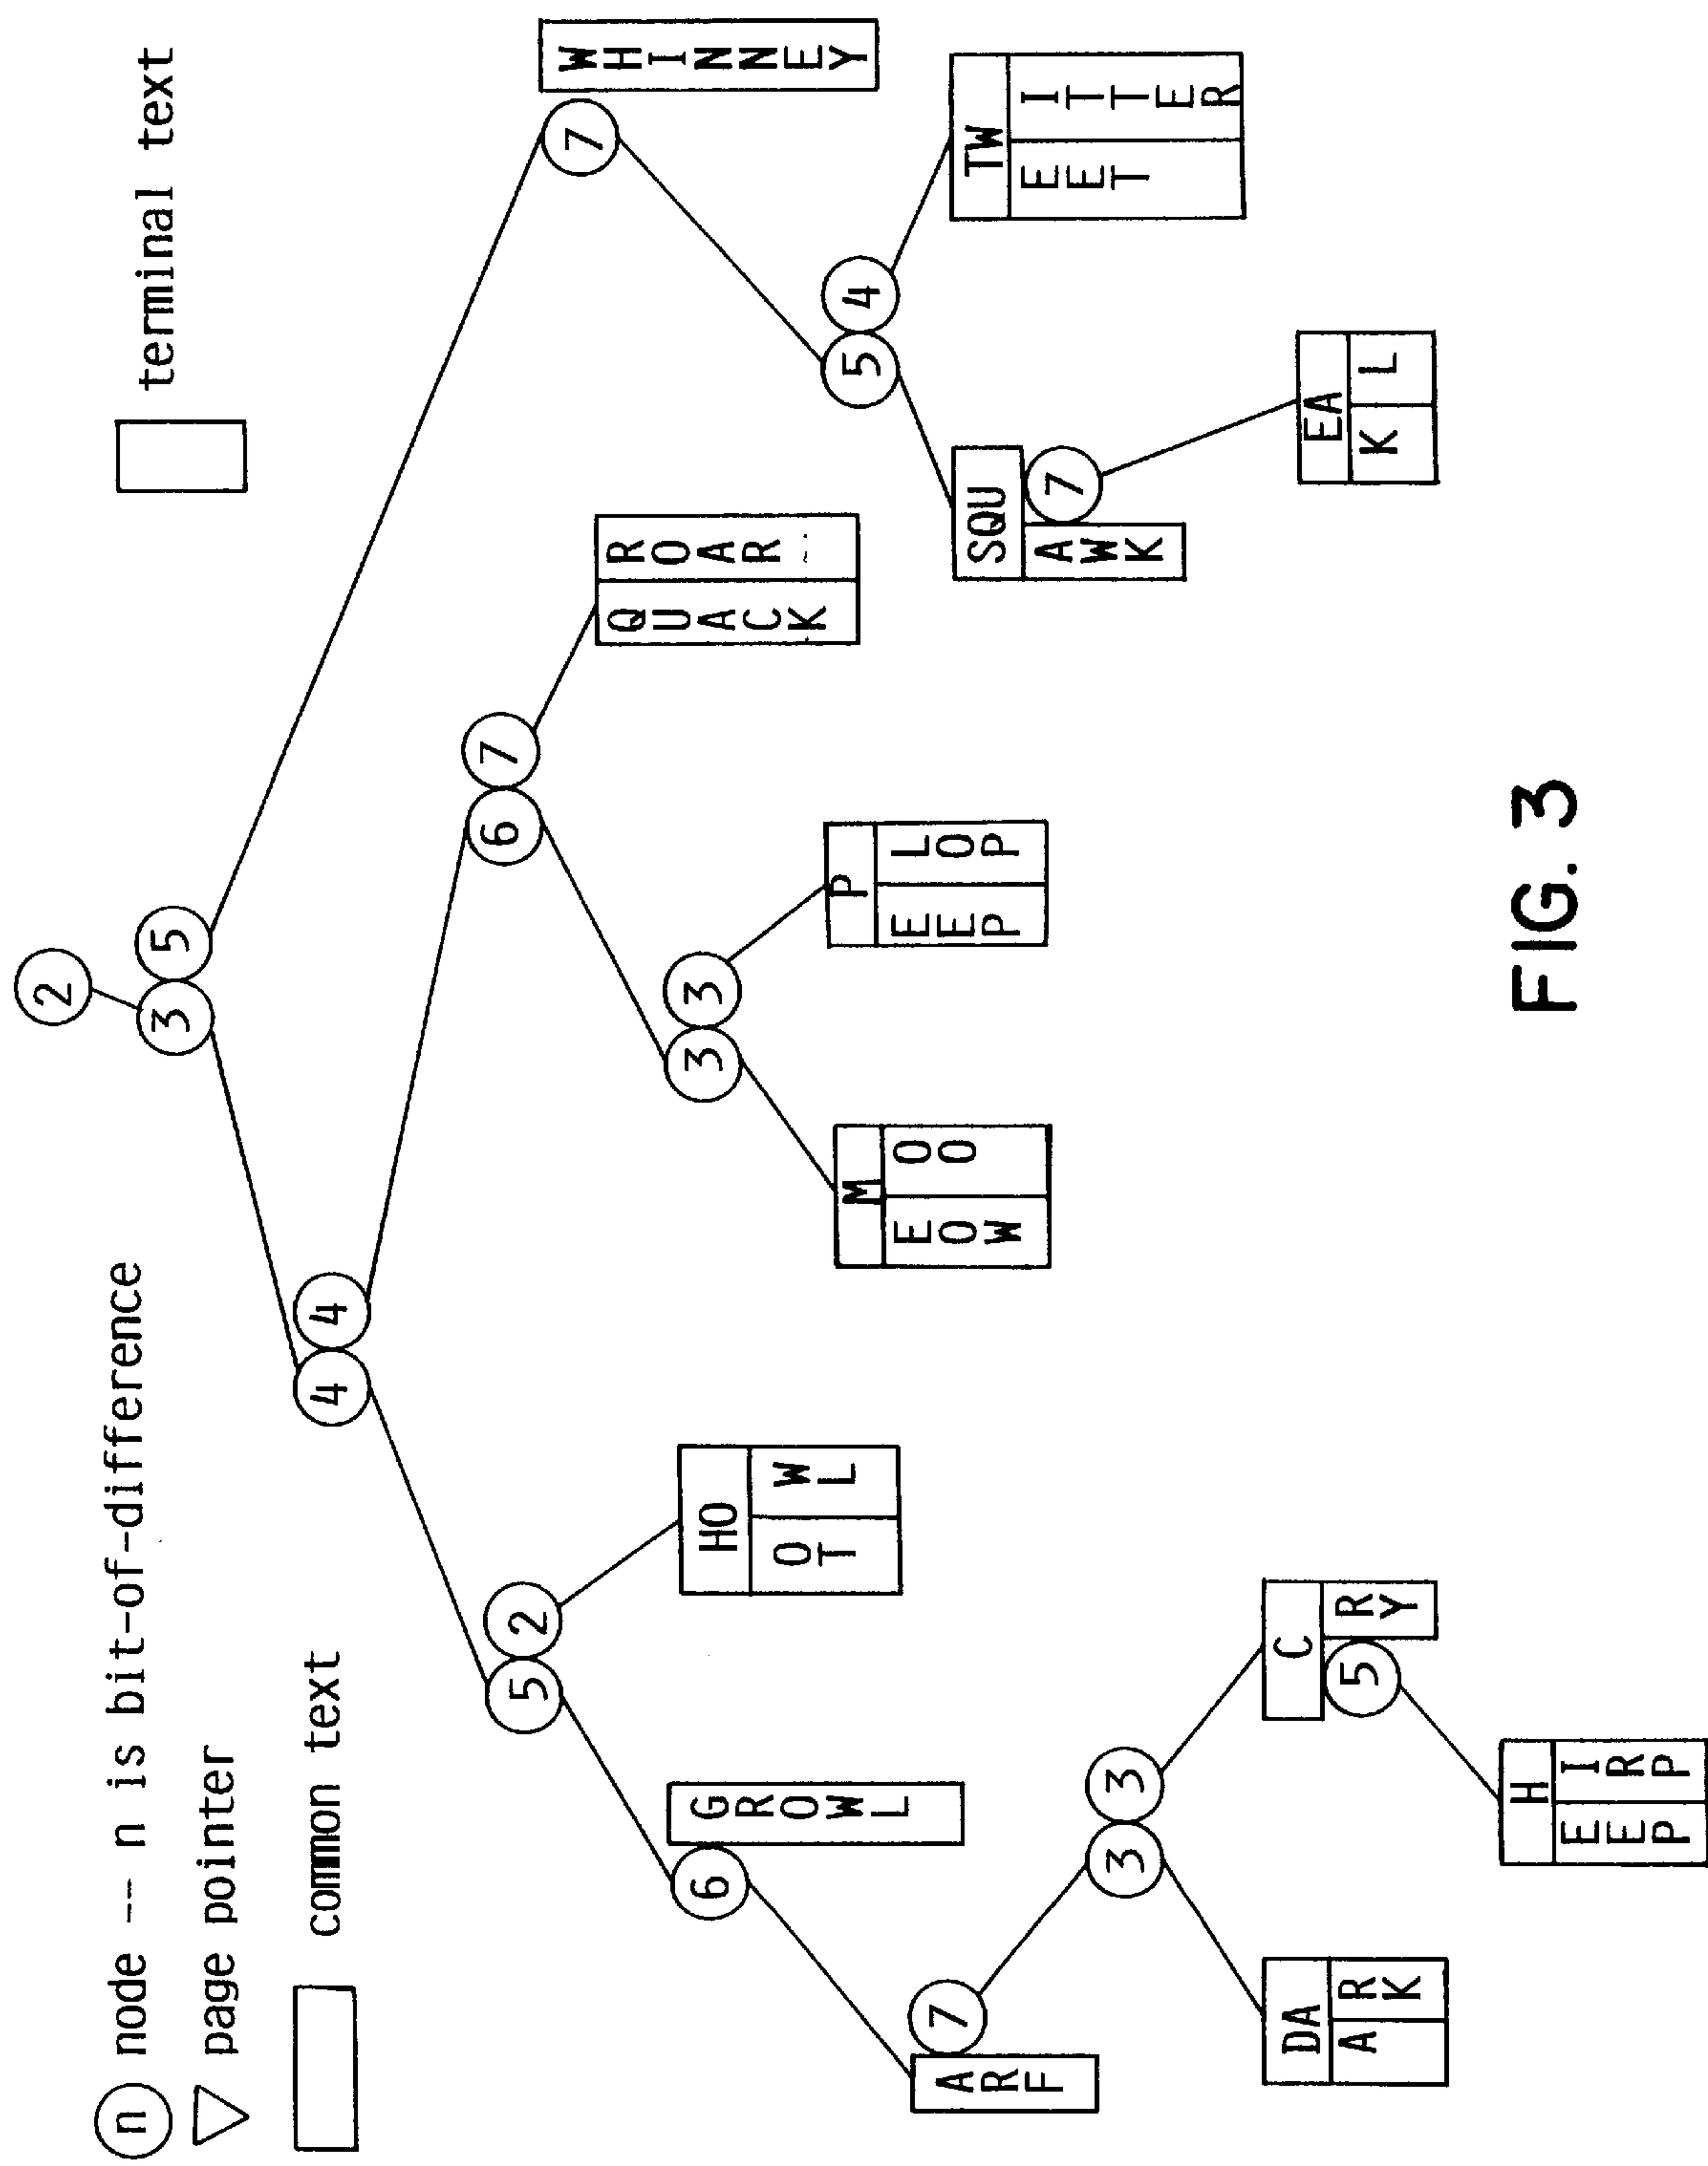 n node -- n is bit-of-difference
page pointer
common text
terminal text
2
3 5
4 4
7 WHINNEY
5 2
6 7
5 4
6 GROWL
HO
OT WL
3 3
QUACK ROAR
SQU
AWK 7
TW
EET ITTER
ARF 7
M
EOW OO
P
EEP LOP
EA
K L
3 3
DA
A RK
C
5 RY
H
EEP IRP
FIG. 3